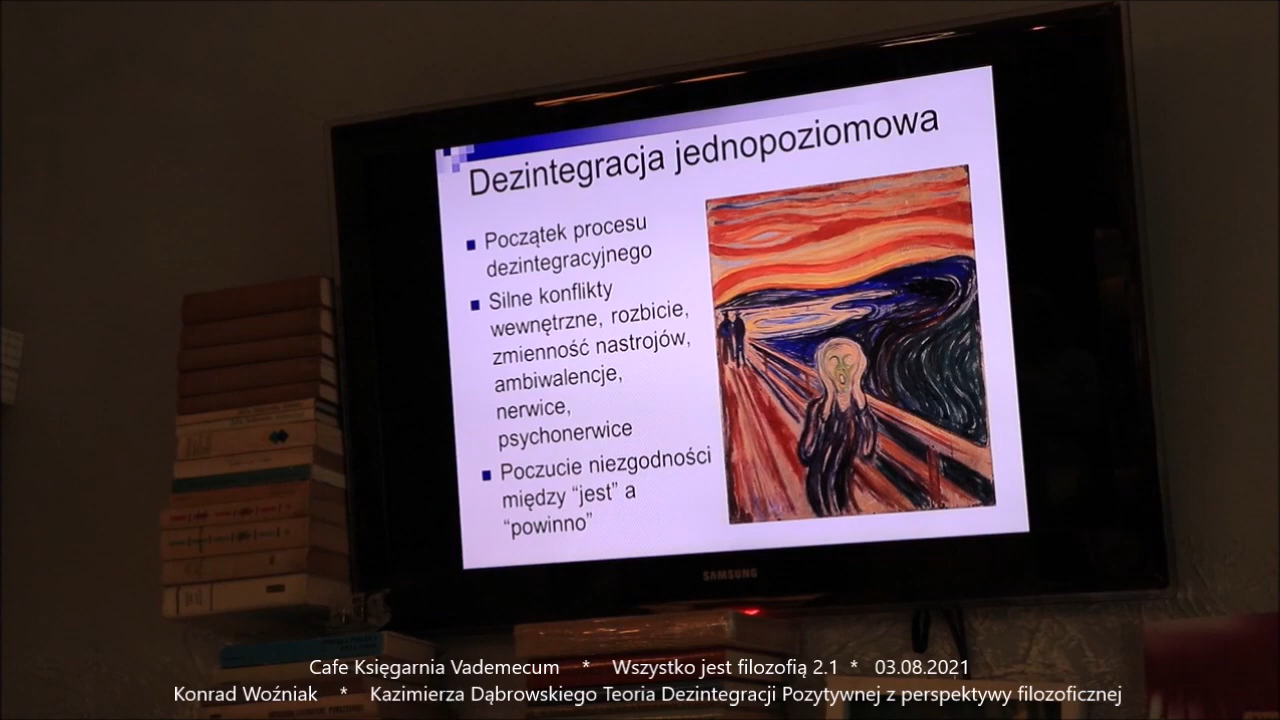 Dezintegracja jednopoziomowa
Początek procesu
dezintegracyjnego
Silne konflikty
wewnętrzne, rozbicie,
zmienność nastrojów,
ambiwalencje,
nerwice,
psychonerwice
Poczucie niezgodności
między “jest” a
“powinno”
SAMSUNG
Cafe Księgarnia Vademecum * Wszystko jest filozofią 2.1 * 03.08.2021
Konrad Woźniak * Kazimierza Dąbrowskiego Teoria Dezintegracji Pozytywnej z perspektywy filozoficznej